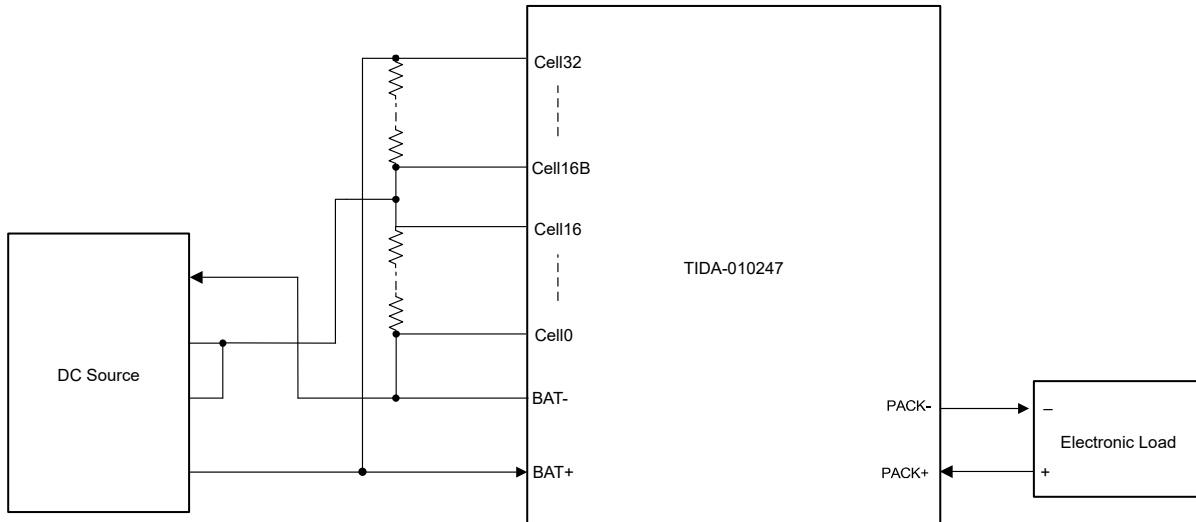 Cell32
Cell16B
Cell16
TIDA-010247
Cell0
DC Source
BAT-
PACK-
–
Electronic Load
BAT+
PACK+
+